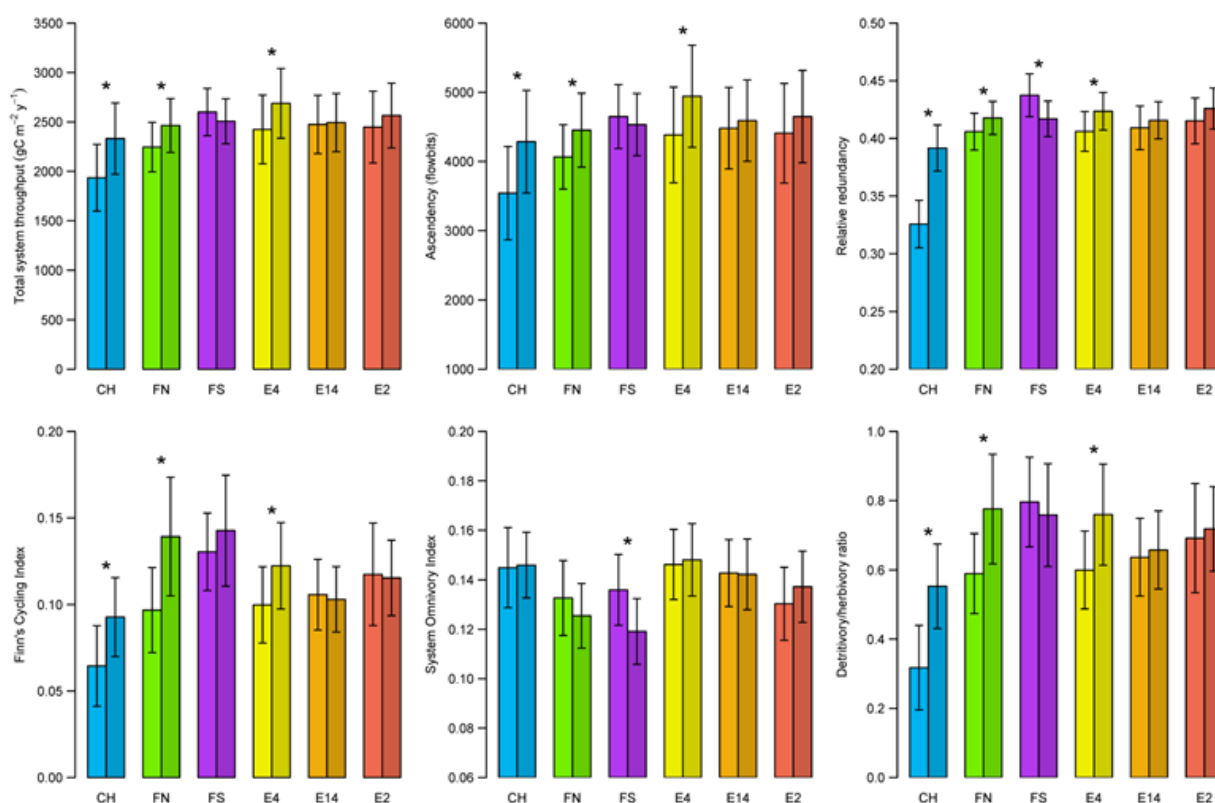 Total system throughput (gC m⁻² y⁻¹)
3500
3000
2500
2000
1500
1000
500
0
* * *
CH FN FS E4 E14 E2
Ascendency (flowbits)
6000
5000
4000
3000
4000
1000
* * *
CH FN FS E4 E14 E2
Relative redundancy
0.50
0.45
0.40
0.35
0.30
0.25
0.20
* * * *
CH FN FS E4 E14 E2
Finn's Cycling Index
0.20
0.15
0.10
0.05
0.00
* * *
CH FN FS E4 E14 E2
System Omnivory Index
0.20
0.18
0.16
0.14
0.12
0.10
0.08
0.06
*
CH FN FS E4 E14 E2
Detritivory/herbivory ratio
1.0
0.8
0.6
0.4
0.2
0.0
* * *
CH FN FS E4 E14 E2